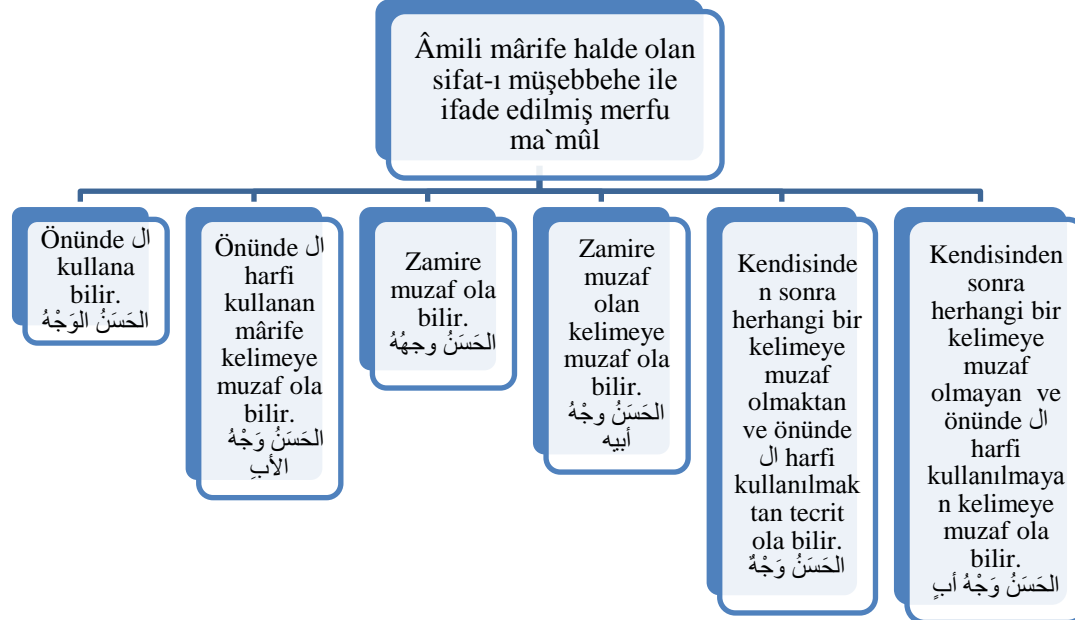 Âmili mârife halde olan
sifat-ı müşebbehe ile
ifade edilmiş merfu
ma`mûl
Önünde ال
kullana
bilir.
الحَسَنُ الوَجْهُ
Önünde ال
harfi
kullanan
mârife
kelimeye
muzaf ola
bilir.
الحَسَنُ وَجْهُ
الأبِ
Zamire
muzaf ola
bilir.
الحَسَنُ وجهُهُ
Zamire
muzaf
olan
kelimeye
muzaf ola
bilir.
الحَسَنُ وجْهُ
أبيه
Kendisinde
n sonra
herhangi bir
kelimeye
muzaf
olmaktan
ve önünde
ال harfi
kullanılmak
tan tecrit
ola bilir.
الحَسَنُ وَجْهٌ
Kendisinden
sonra
herhangi bir
kelimeye
muzaf
olmayan ve
önünde ال
harfi
kullanılmaya
n kelimeye
muzaf ola
bilir.
الحَسَنُ وَجْهُ أبٍ